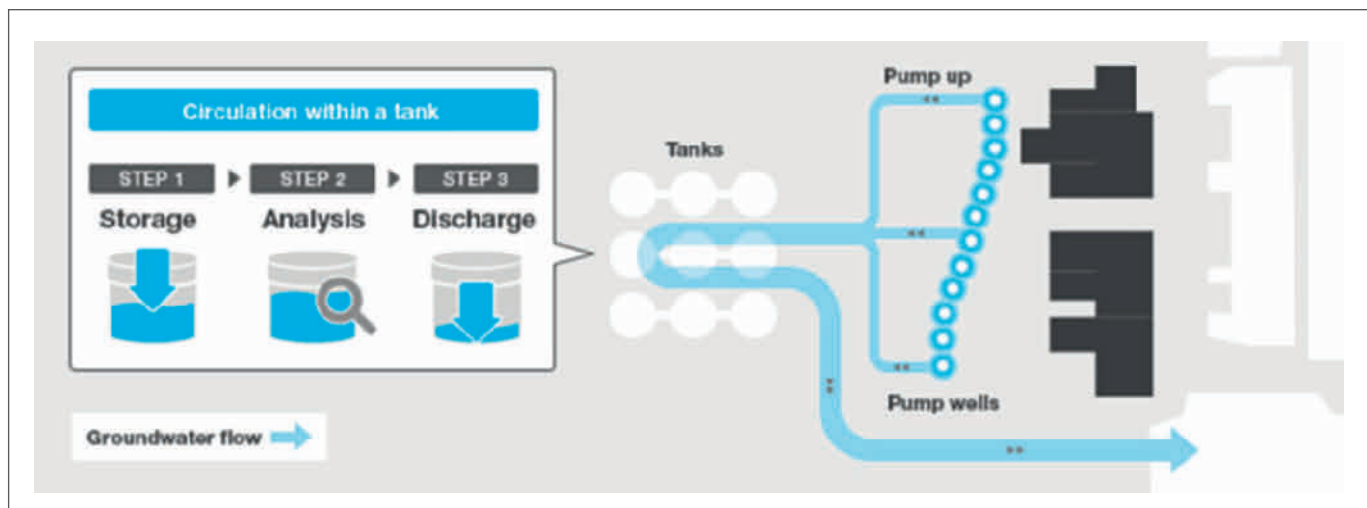 Circulation within a tank
STEP 1
STEP 2
STEP 3
Storage
Analysis
Discharge
Groundwater flow
Tanks
Pump up
Pump wells